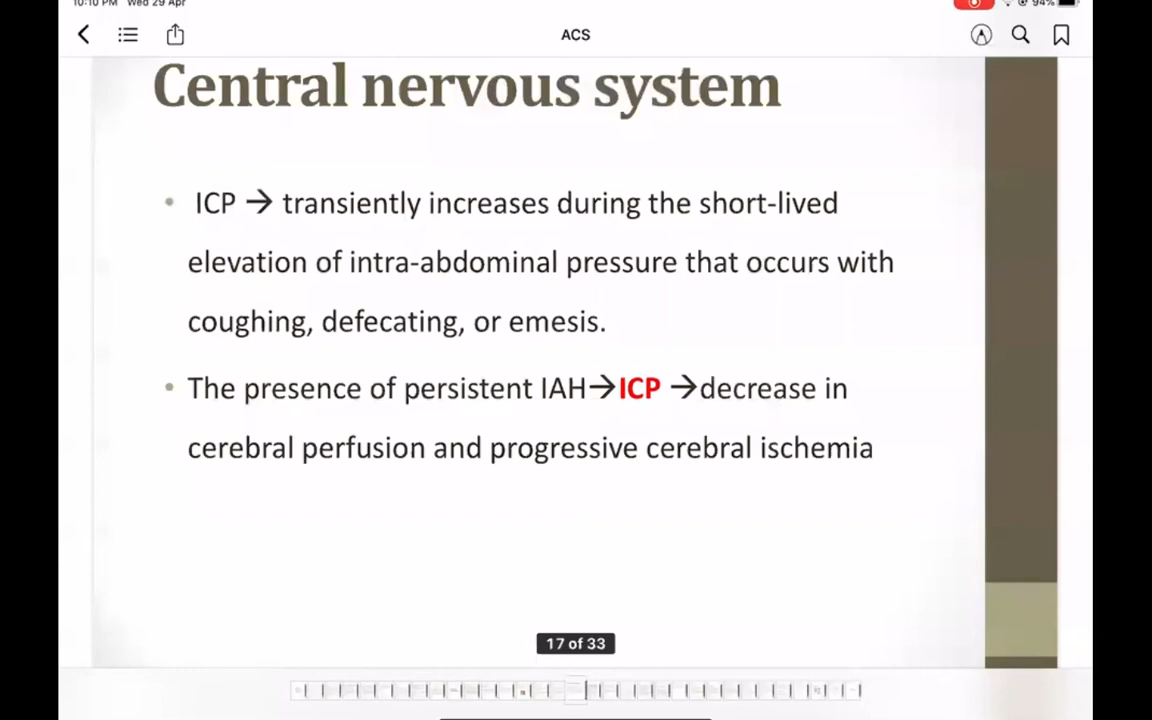 10:10 PM Wed 29 Apr
94%
ACS
Central nervous system
• ICP → transiently increases during the short-lived
elevation of intra-abdominal pressure that occurs with
coughing, defecating, or emesis.
• The presence of persistent IAH→ICP →decrease in
cerebral perfusion and progressive cerebral ischemia
17 of 33